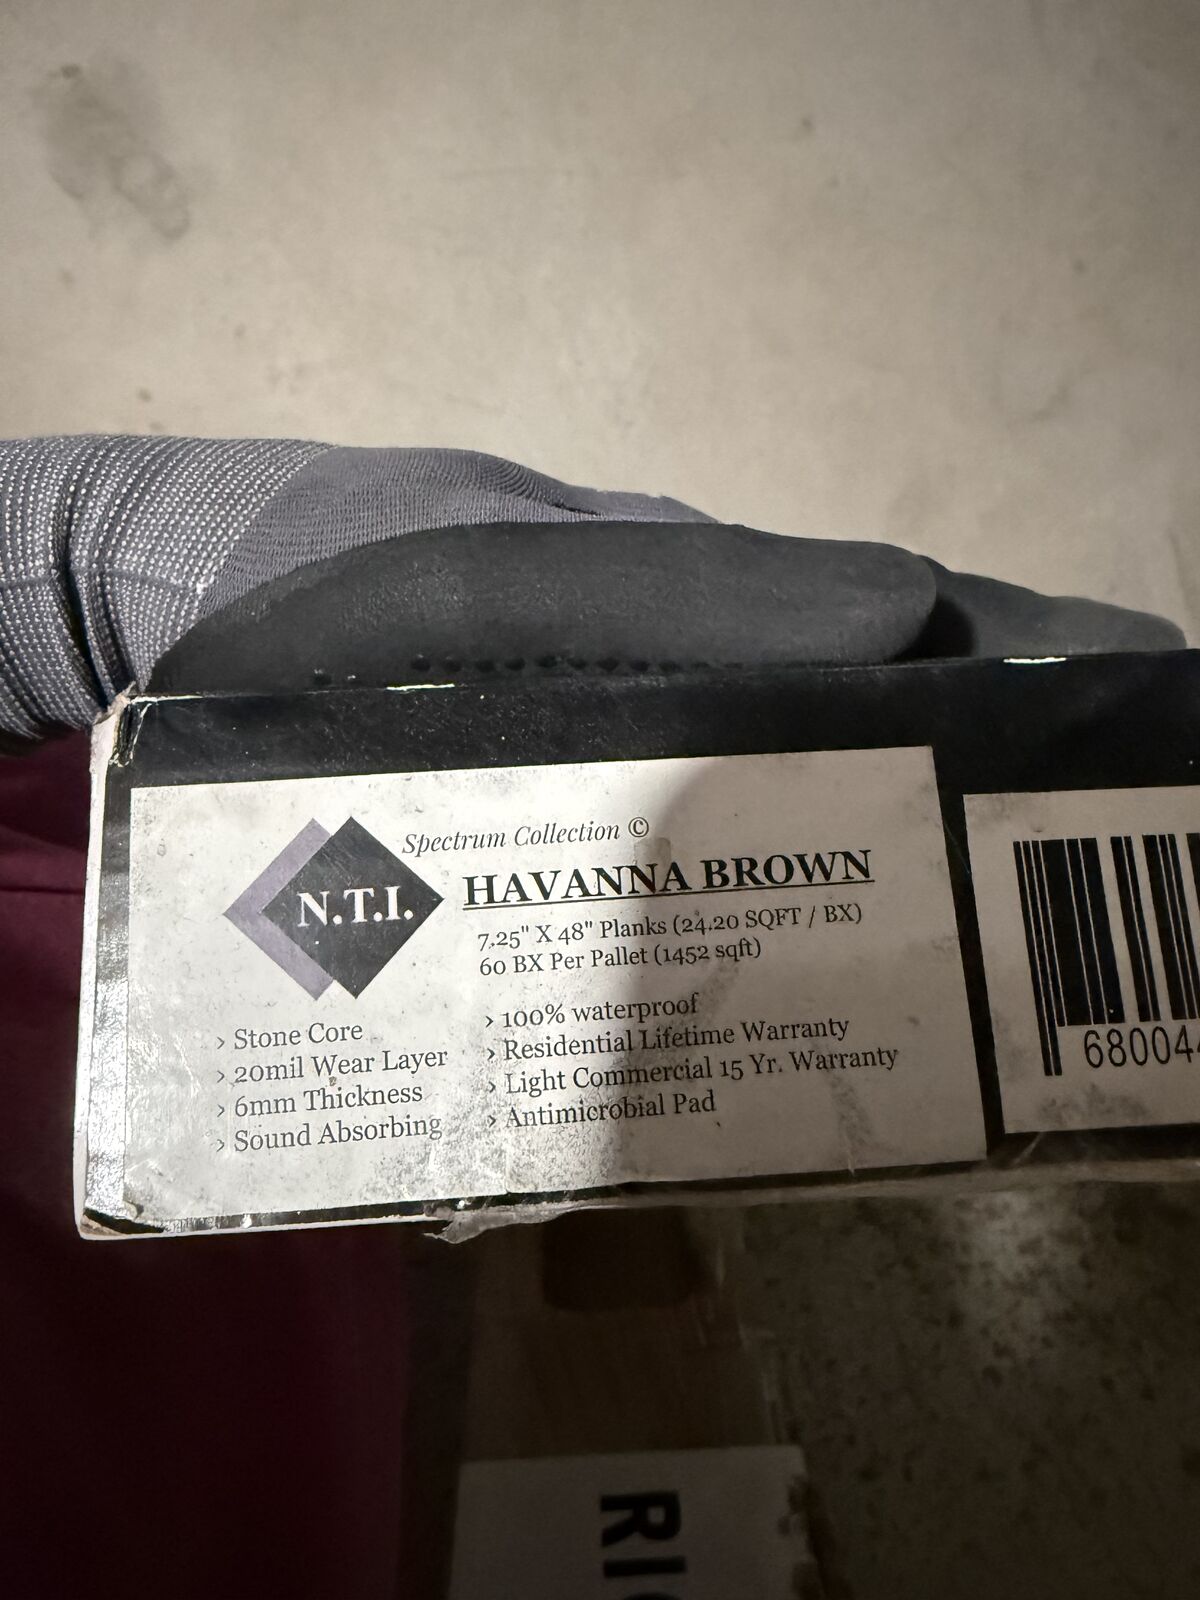 Spectrum Collection ©
N.T.I.
HAVANNA BROWN
7.25" X 48" Planks (24.20 SQFT / BX)
60 BX Per Pallet (1452 sqft)
› Stone Core
› 20mil Wear Layer
› 6mm Thickness
› Sound Absorbing
› 100% waterproof
› Residential Lifetime Warranty
› Light Commercial 15 Yr. Warranty
› Antimicrobial Pad
68004